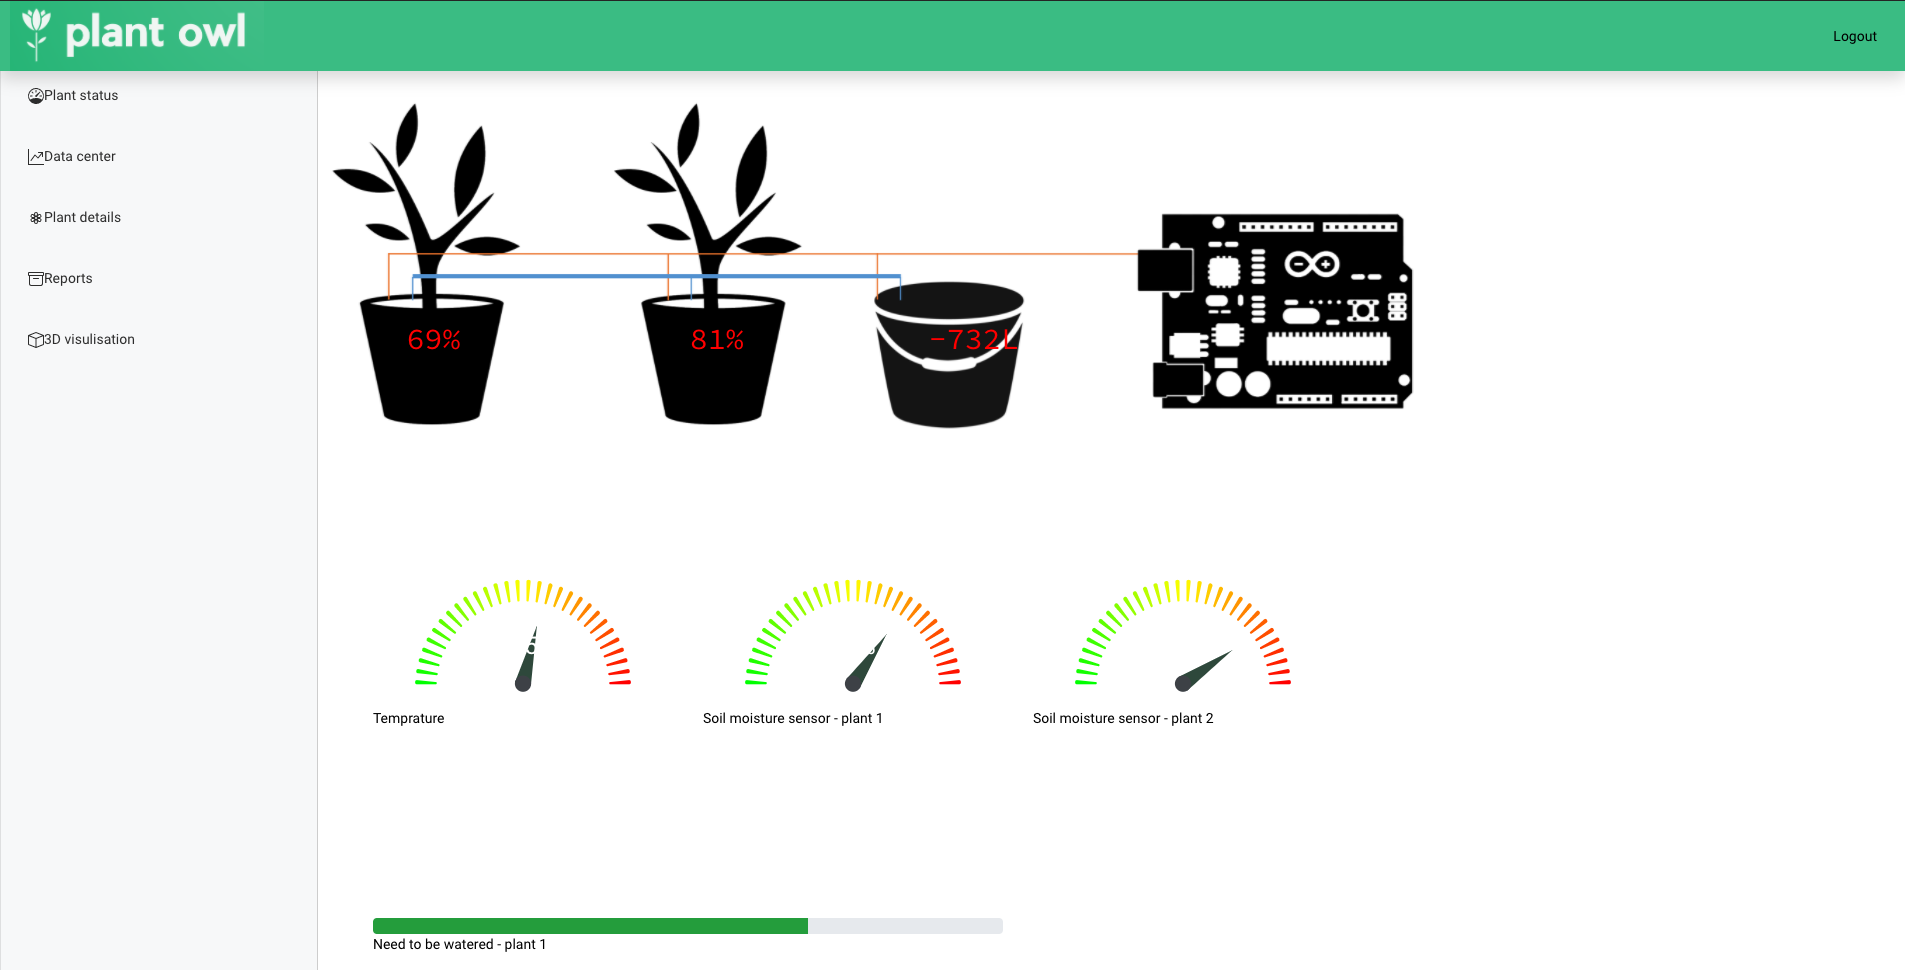 plant owl
Logout
Plant status
Data center
Plant details
Reports
3D visulisation
69%
81%
-732L
Temprature
Soil moisture sensor - plant 1
Soil moisture sensor - plant 2
Need to be watered - plant 1